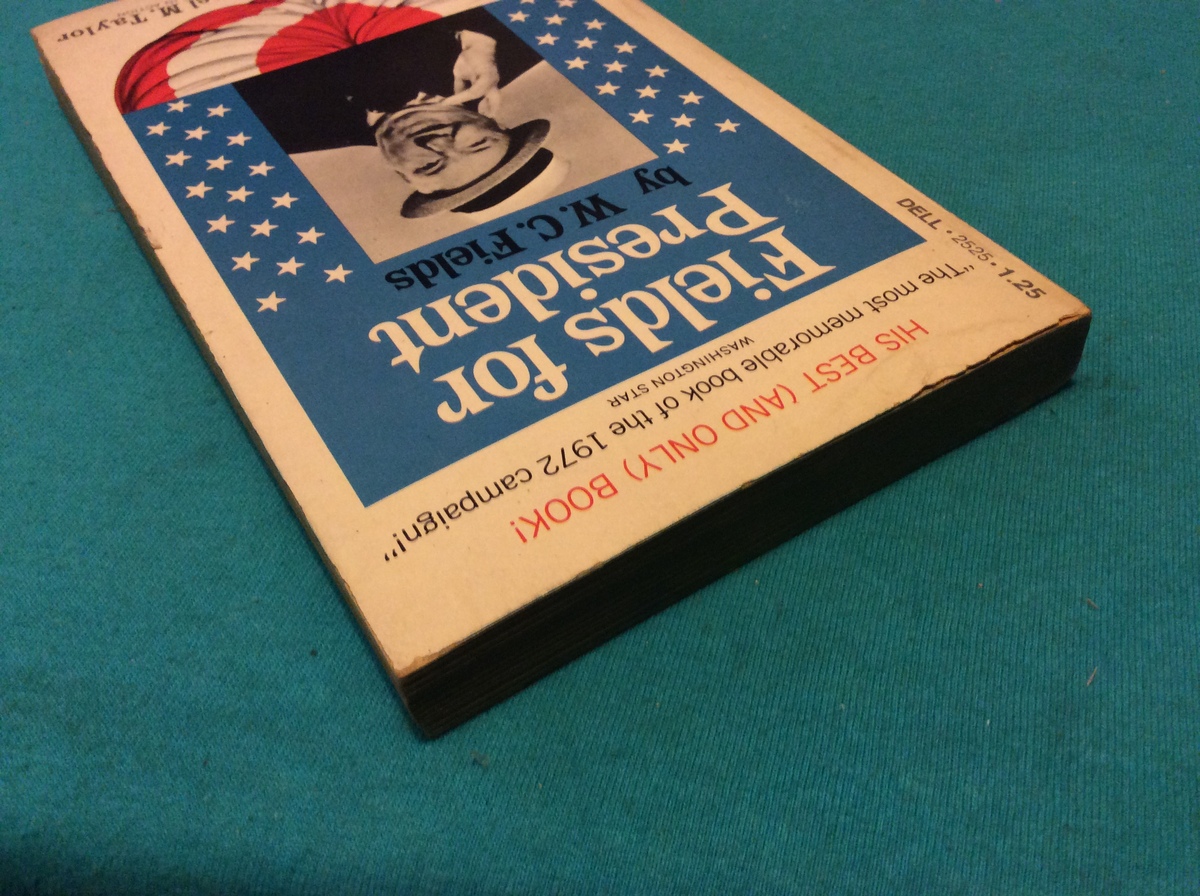 DELL • 2525 • 1.25
HIS BEST (AND ONLY) BOOK!
"The most memorable book of the 1972 campaign!"
WASHINGTON STAR
Fields for
President
by W.C. Fields
M. Taylor